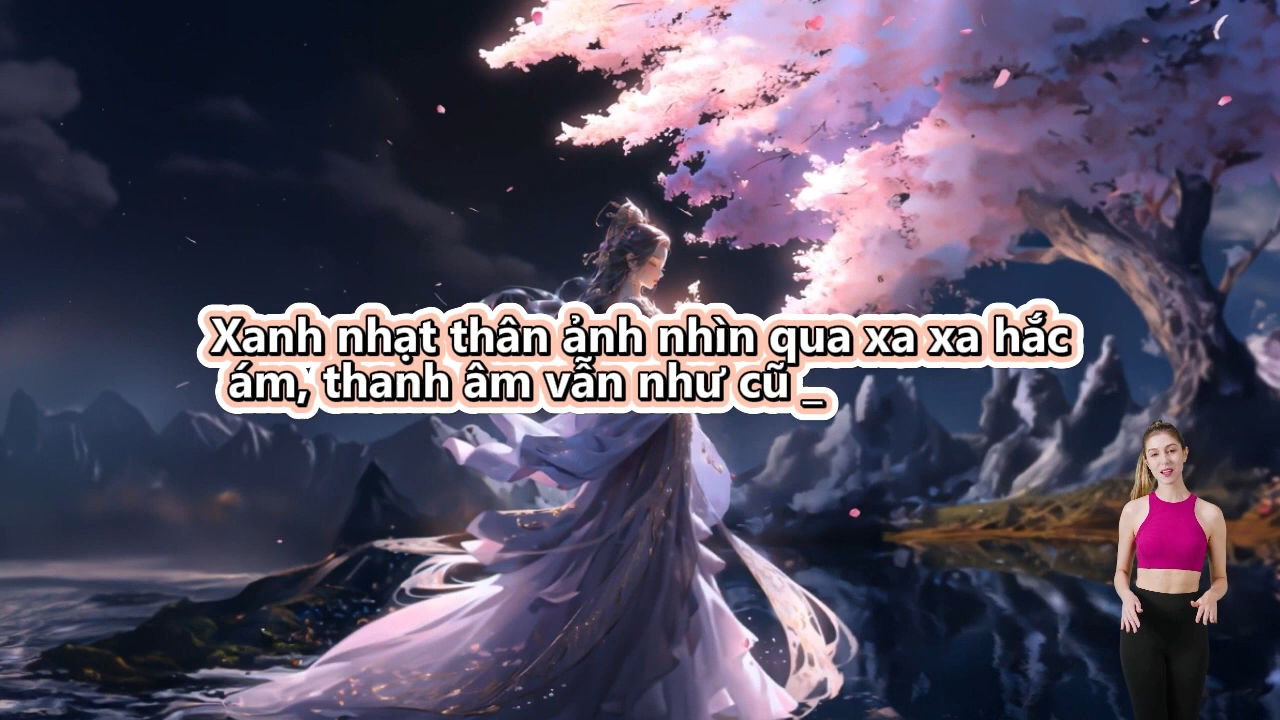 Xanh nhạt thân ảnh nhìn qua xa xa hắc
ám, thanh âm vẫn như cũ _